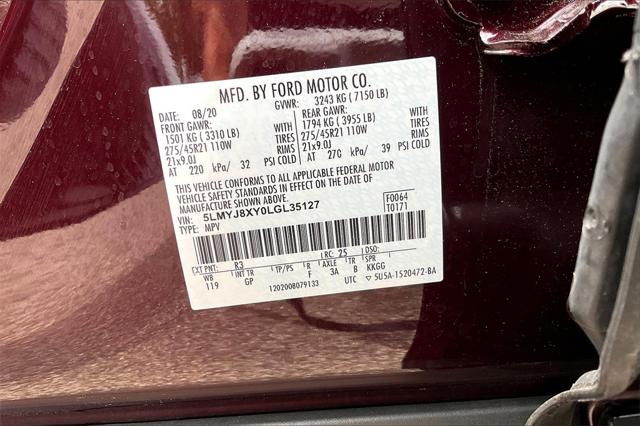 MFD. BY FORD MOTOR CO.
DATE: 08/20 GVWR: 3243 KG ( 7150 LB)
FRONT GAWR: REAR GAWR:
1501 KG ( 3310 LB) WITH 1794 KG ( 3955 LB) WITH
275/45R21 110W TIRES 275/45R21 110W TIRES
21x9.0J RIMS 21x9.0J RIMS
AT 220 kPa/ 32 PSI COLD AT 270 kPa/ 39 PSI COLD
THIS VEHICLE CONFORMS TO ALL APPLICABLE FEDERAL MOTOR
VEHICLE SAFETY STANDARDS IN EFFECT ON THE DATE OF
MANUFACTURE SHOWN ABOVE.
VIN: 5LMYJ8XY0LGL35127 F0064
TYPE: MPV T0171
EXT PNT: R3 RC: 25 DSO:
WB INT TR TP/PS R AXLE TR SPR
119 GP F 3A B KKGG
1202008079133 UTC ▽ 5U5A-1520472-BA